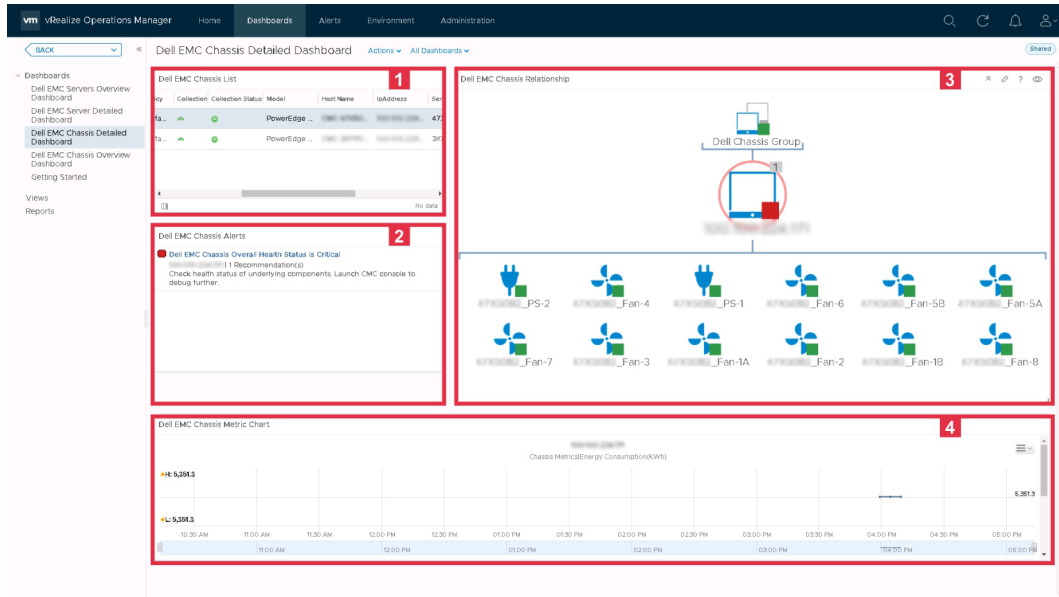 vm vRealize Operations Manager Home Dashboards Alerts Environment Administration
BACK
Dell EMC Chassis Detailed Dashboard Actions All Dashboards Shared
Dashboards
Dell EMC Servers Overview
Dashboard
Dell EMC Server Detailed
Dashboard
Dell EMC Chassis Detailed
Dashboard
Dell EMC Chassis Overview
Dashboard
Getting Started
Views
Reports
Dell EMC Chassis List 1
icy Collection Collection Status Model Host Name IpAddress Ser
fa... PowerEdge ... 473
fa... PowerEdge ...
No data
Dell EMC Chassis Alerts 2
Dell EMC Chassis Overall Health Status Is Critical
| 1 Recommendation(s)
Check health status of underlying components. Launch CMC console to
debug further.
Dell EMC Chassis Relationship 3 ?
Dell Chassis Group
1
_PS-2 _Fan-4 _PS-1 _Fan-6 _Fan-5B _Fan-5A
_Fan-7 _Fan-3 _Fan-1A _Fan-2 _Fan-1B _Fan-8
Dell EMC Chassis Metric Chart 4
Chassis Metrics|Energy Consumption(KWh)
H: 5,351.3
5,351.3
L: 5,351.3
10:30 AM 11:00 AM 11:30 AM 12:00 PM 12:30 PM 01:00 PM 01:30 PM 02:00 PM 02:30 PM 03:00 PM 03:30 PM 04:00 PM 04:30 PM 05:00 PM
11:00 AM 12:00 PM 01:00 PM 02:00 PM 03:00 PM 04:00 PM 05:00 PM